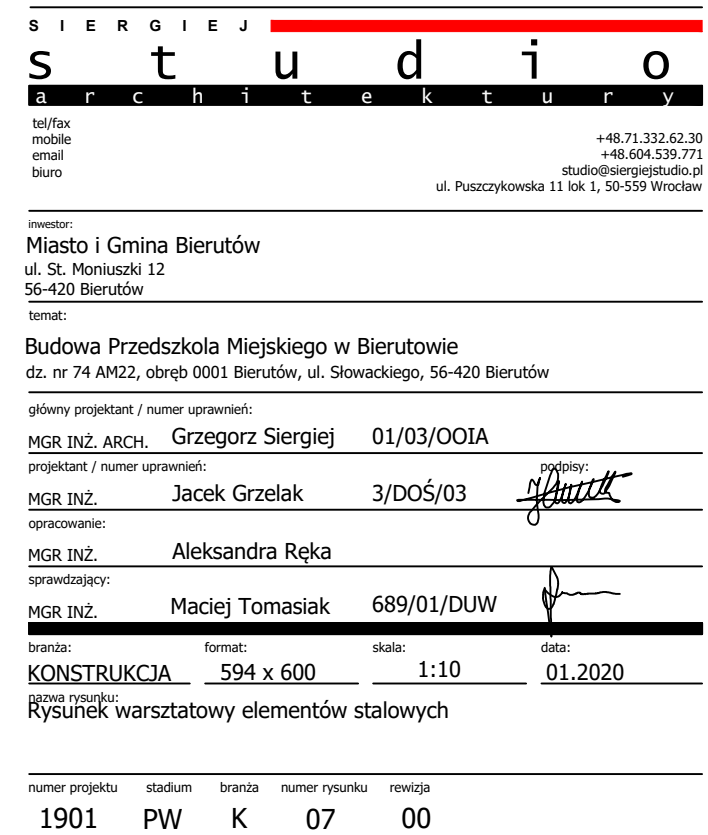 SIERGIEJ
studio
architektury
tel/fax +48.71.332.62.30
mobile +48.604.539.771
email studio@siergiejstudio.pl
biuro ul. Puszczykowska 11 lok 1, 50-559 Wrocław
inwestor:
Miasto i Gmina Bierutów
ul. St. Moniuszki 12
56-420 Bierutów
temat:
Budowa Przedszkola Miejskiego w Bierutowie
dz. nr 74 AM22, obręb 0001 Bierutów, ul. Słowackiego, 56-420 Bierutów
główny projektant / numer uprawnień:
MGR INŻ. ARCH. Grzegorz Siergiej 01/03/OOIA
projektant / numer uprawnień: podpisy:
MGR INŻ. Jacek Grzelak 3/DOŚ/03
opracowanie:
MGR INŻ. Aleksandra Ręka
sprawdzający:
MGR INŻ. Maciej Tomasiak 689/01/DUW
branża: format: skala: data:
KONSTRUKCJA 594 x 600 1:10 01.2020
nazwa rysunku:
Rysunek warsztatowy elementów stalowych
numer projektu stadium branża numer rysunku rewizja
1901 PW K 07 00